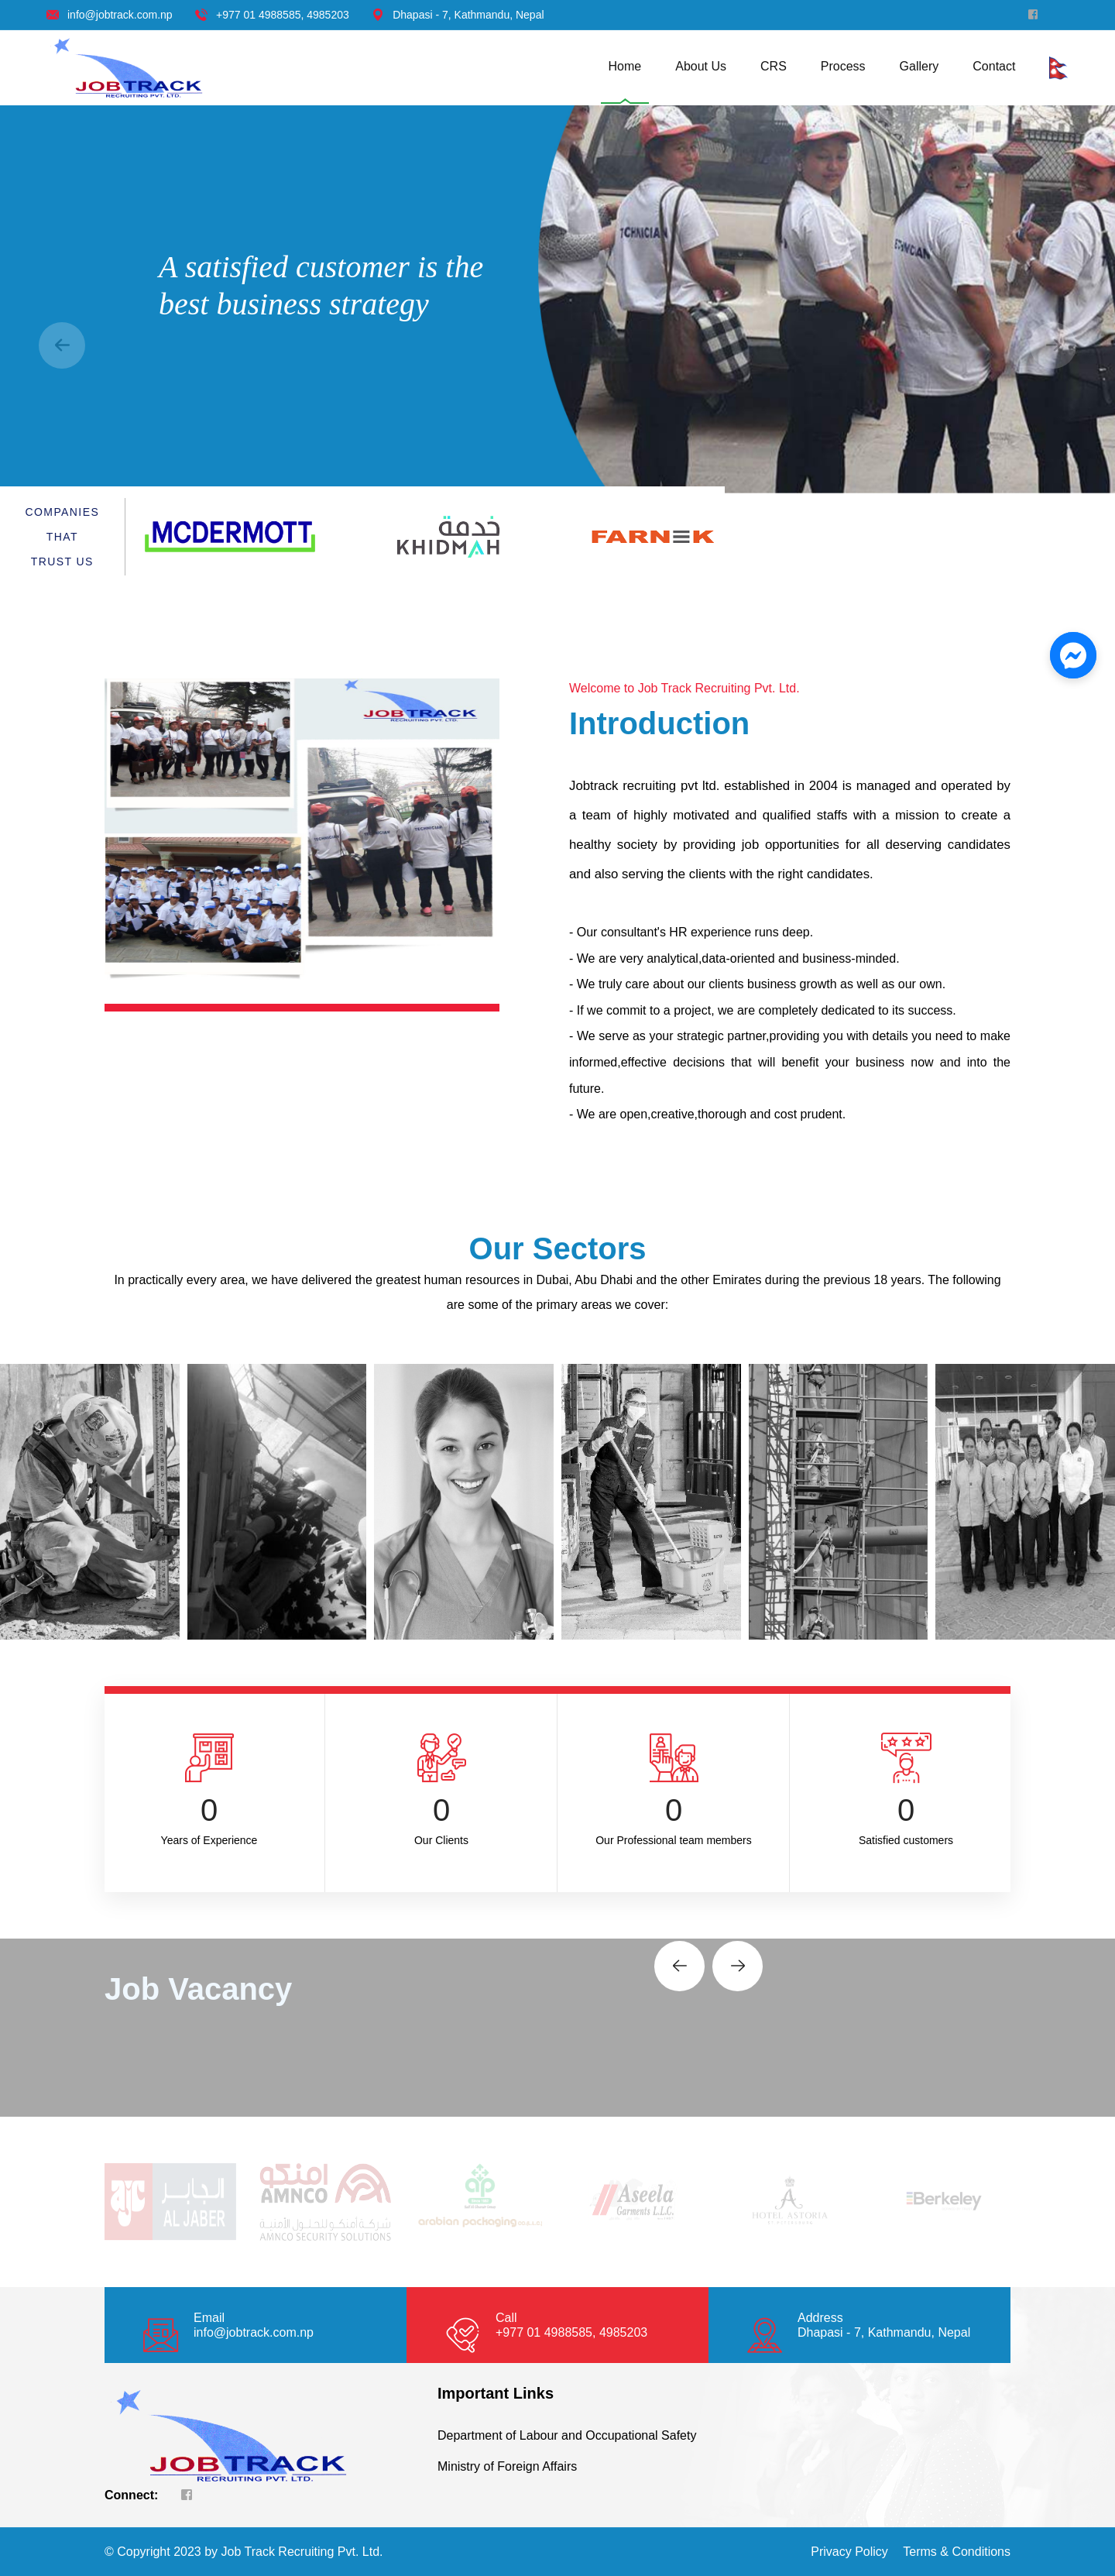 info@jobtrack.com.np +977 01 4988585, 4985203 Dhapasi - 7, Kathmandu, Nepal
JOBTRACK
RECRUITING PVT. LTD.
Home About Us CRS Process Gallery Contact
TECHNICIAN
A satisfied customer is the
best business strategy
COMPANIES
THAT
TRUST US
MCDERMOTT
خدمة
KHIDMAH
FARNEK
JOBTRACK
RECRUITING PVT. LTD.
Welcome to Job Track Recruiting Pvt. Ltd.
Introduction
Jobtrack recruiting pvt ltd. established in 2004 is managed and operated by
a team of highly motivated and qualified staffs with a mission to create a
healthy society by providing job opportunities for all deserving candidates
and also serving the clients with the right candidates.
- Our consultant's HR experience runs deep.
- We are very analytical,data-oriented and business-minded.
- We truly care about our clients business growth as well as our own.
- If we commit to a project, we are completely dedicated to its success.
- We serve as your strategic partner,providing you with details you need to make
informed,effective decisions that will benefit your business now and into the
future.
- We are open,creative,thorough and cost prudent.
Our Sectors
In practically every area, we have delivered the greatest human resources in Dubai, Abu Dhabi and the other Emirates during the previous 18 years. The following
are some of the primary areas we cover:
0 0 0 0
Years of Experience Our Clients Our Professional team members Satisfied customers
Job Vacancy
ajc الجابر AL JABER
امنكو
AMNCO
شركة أمنكو للحلول الأمنية
AMNCO SECURITY SOLUTIONS
ap
arabian packaging
Aseela
Garments L.L.C.
A
HOTEL ASTORIA
Berkeley
Email
info@jobtrack.com.np
Call
+977 01 4988585, 4985203
Address
Dhapasi - 7, Kathmandu, Nepal
JOBTRACK
RECRUITING PVT. LTD.
Connect:
Important Links
Department of Labour and Occupational Safety
Ministry of Foreign Affairs
© Copyright 2023 by Job Track Recruiting Pvt. Ltd. Privacy Policy Terms & Conditions